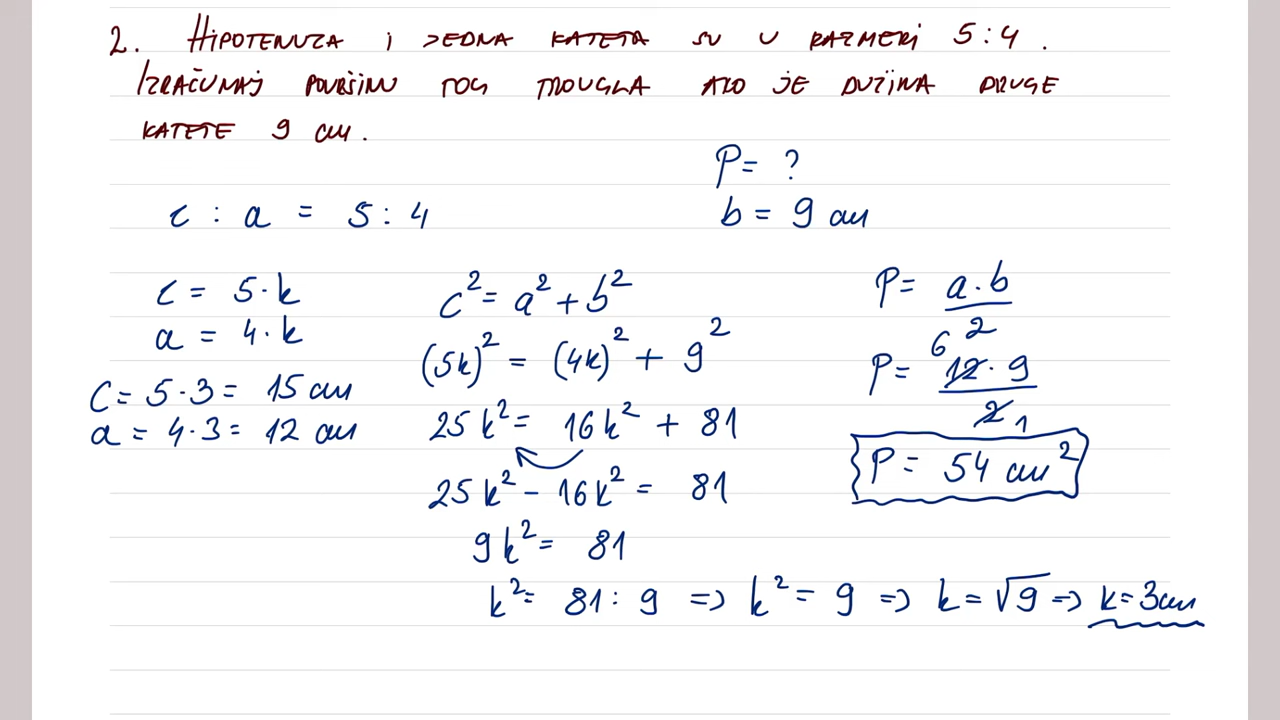 2. HIPOTENUZA I JEDNA KATETA SU U RAZMERI 5:4.
IZRAČUNAJ POVRŠINU TOG TROUGLA AKO JE DUŽINA DRUGE
KATETE 9 cm.
P = ?
b = 9 cm
c : a = 5 : 4
c = 5·k
a = 4·k
C = 5·3 = 15 cm
a = 4·3 = 12 cm
c² = a² + b²
(5k)² = (4k)² + 9²
25k² = 16k² + 81
25k² - 16k² = 81
9k² = 81
k² = 81 : 9 => k² = 9 => k = √9 => k = 3cm
P = a·b / 2
P = 12·9 / 2 6 1
P = 54 cm²